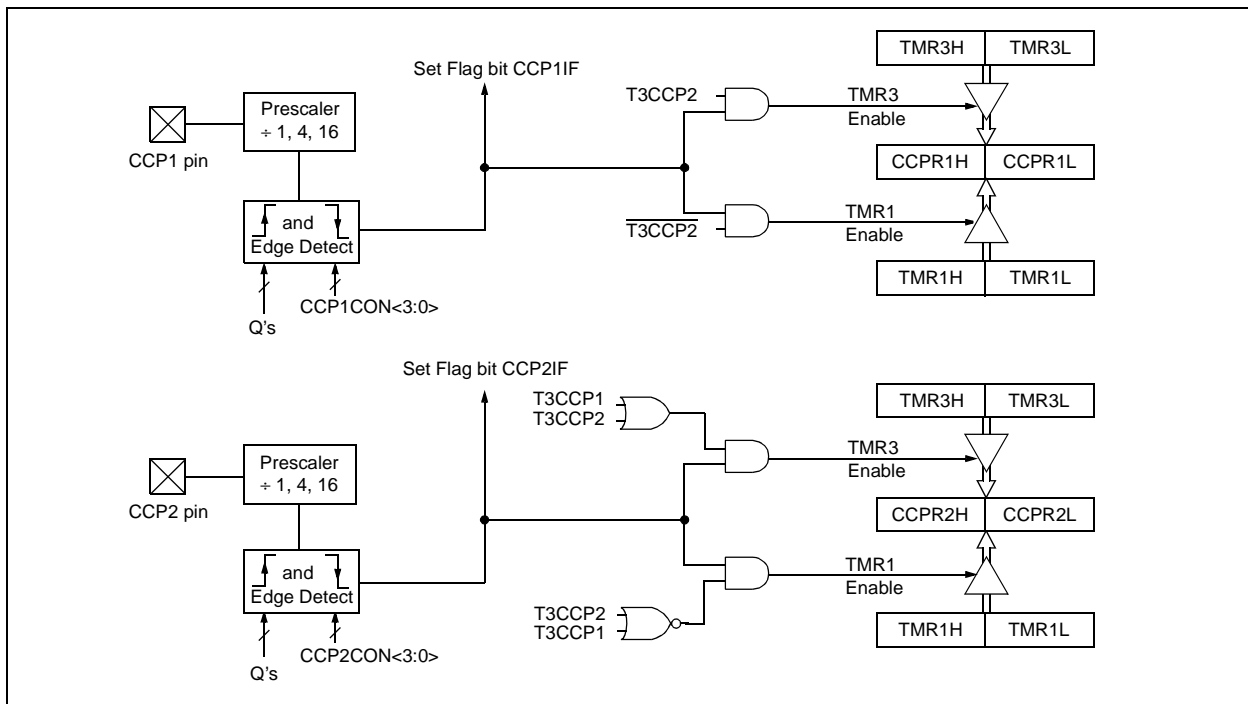 TMR3H TMR3L
Set Flag bit CCP1IF
T3CCP2
TMR3
Enable
Prescaler
÷ 1, 4, 16
CCP1 pin
CCPR1H CCPR1L
and
Edge Detect
T3CCP2
TMR1
Enable
TMR1H TMR1L
CCP1CON<3:0>
Q's
Set Flag bit CCP2IF
TMR3H TMR3L
T3CCP1
T3CCP2
TMR3
Enable
Prescaler
÷ 1, 4, 16
CCP2 pin
CCPR2H CCPR2L
and
Edge Detect
TMR1
Enable
T3CCP2
T3CCP1
TMR1H TMR1L
CCP2CON<3:0>
Q's